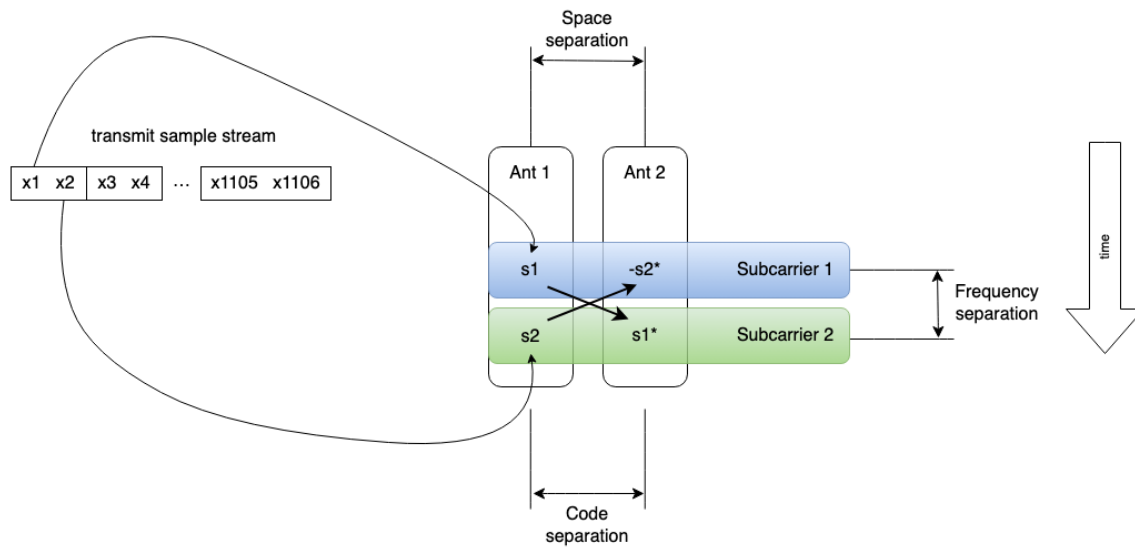 Space
separation
transmit sample stream
x1 x2 x3 x4 ... x1105 x1106
Ant 1 Ant 2
s1 -s2* Subcarrier 1
s2 s1* Subcarrier 2
Frequency
separation
time
Code
separation